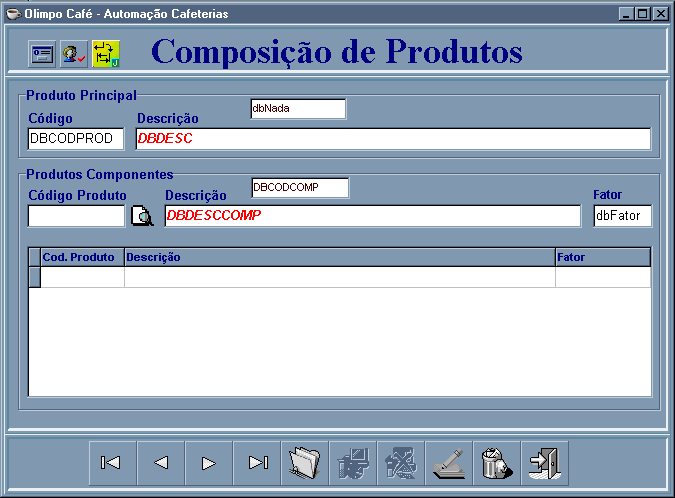 Olimpo Café - Automação Cafeterias
Composição de Produtos
Produto Principal
dbNada
Código Descrição
DBCODPROD DBDESC
Produtos Componentes
DBCODCOMP
Código Produto Descrição Fator
DBDESCCOMP dbFator
Cod. Produto Descrição Fator